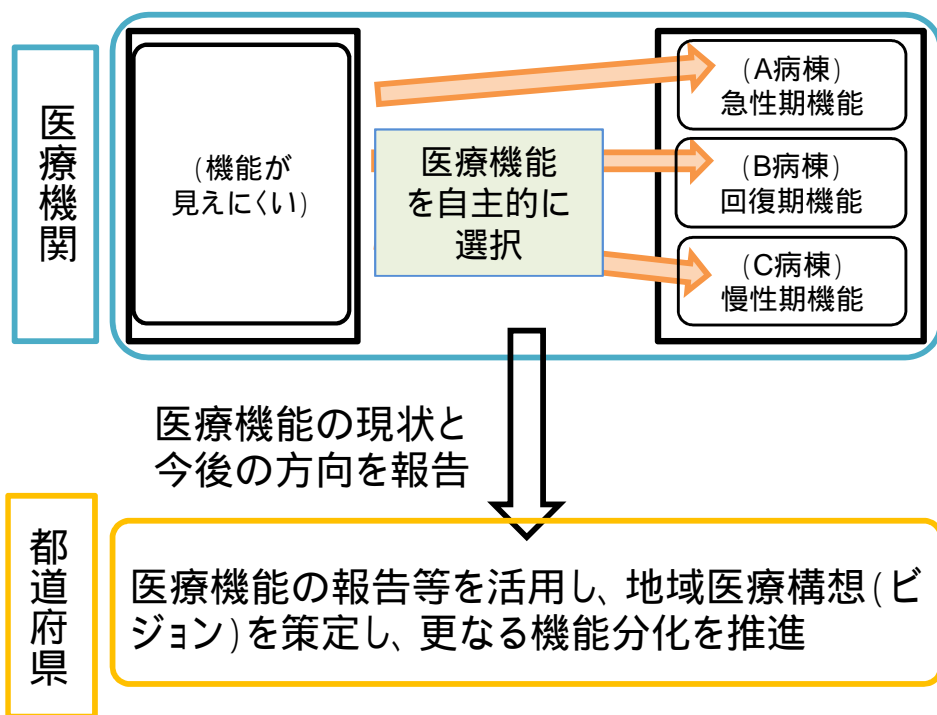 医療機関
(機能が
見えにくい)
医療機能
を自主的に
選択
(A病棟)
急性期機能
(B病棟)
回復期機能
(C病棟)
慢性期機能
医療機能の現状と
今後の方向を報告
都道府県
医療機能の報告等を活用し、地域医療構想(ビ
ジョン)を策定し、更なる機能分化を推進